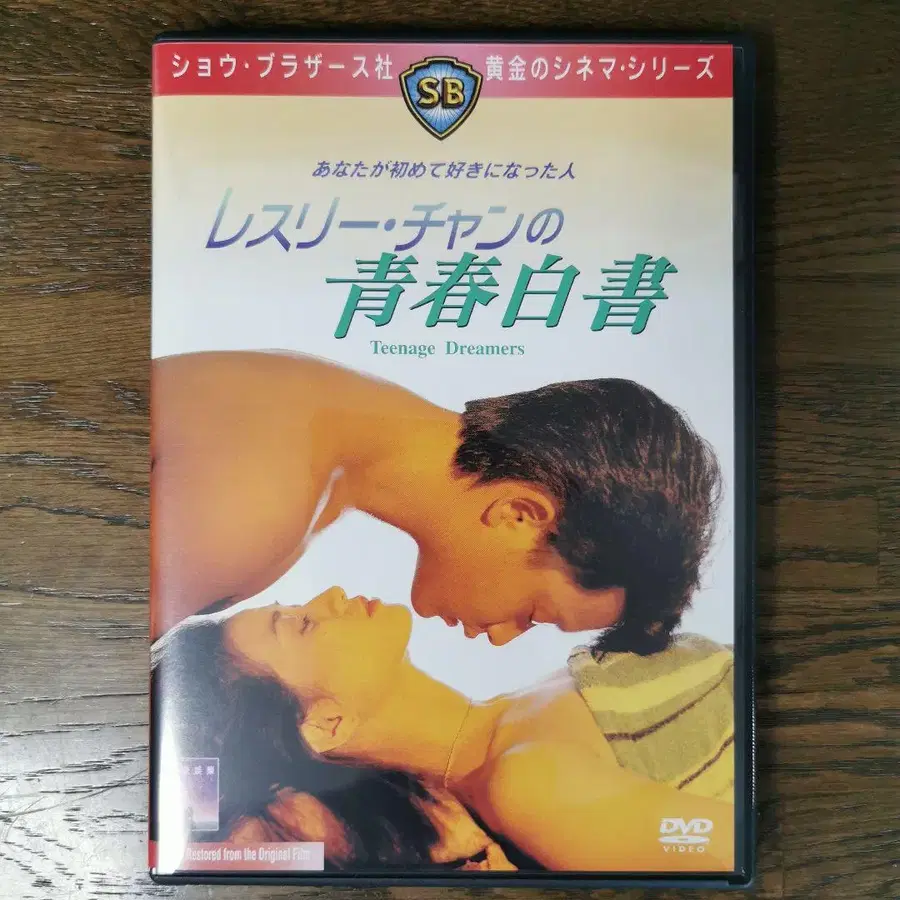 ショウ・ブラザース社 SB 黄金のシネマ・シリーズ
あなたが初めて好きになった人
レスリー・チャンの
青春白書
Teenage Dreamers
Restored from the Original Film
DVD
VIDEO